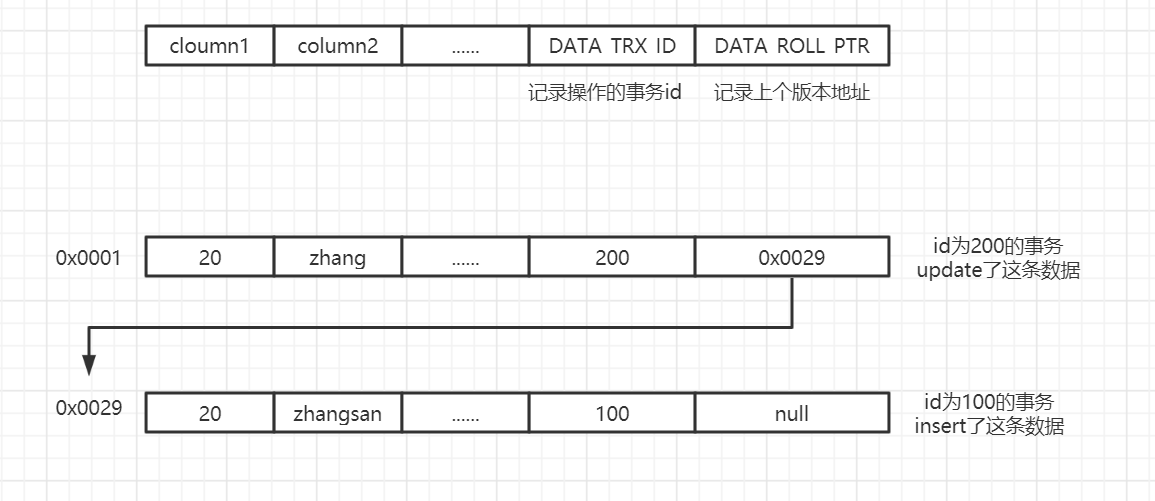 cloumn1 column2 ...... DATA TRX ID DATA ROLL PTR
记录操作的事务id 记录上个版本地址
0x0001 20 zhang ...... 200 0x0029 id为200的事务
update了这条数据
0x0029 20 zhangsan ...... 100 null id为100的事务
insert了这条数据